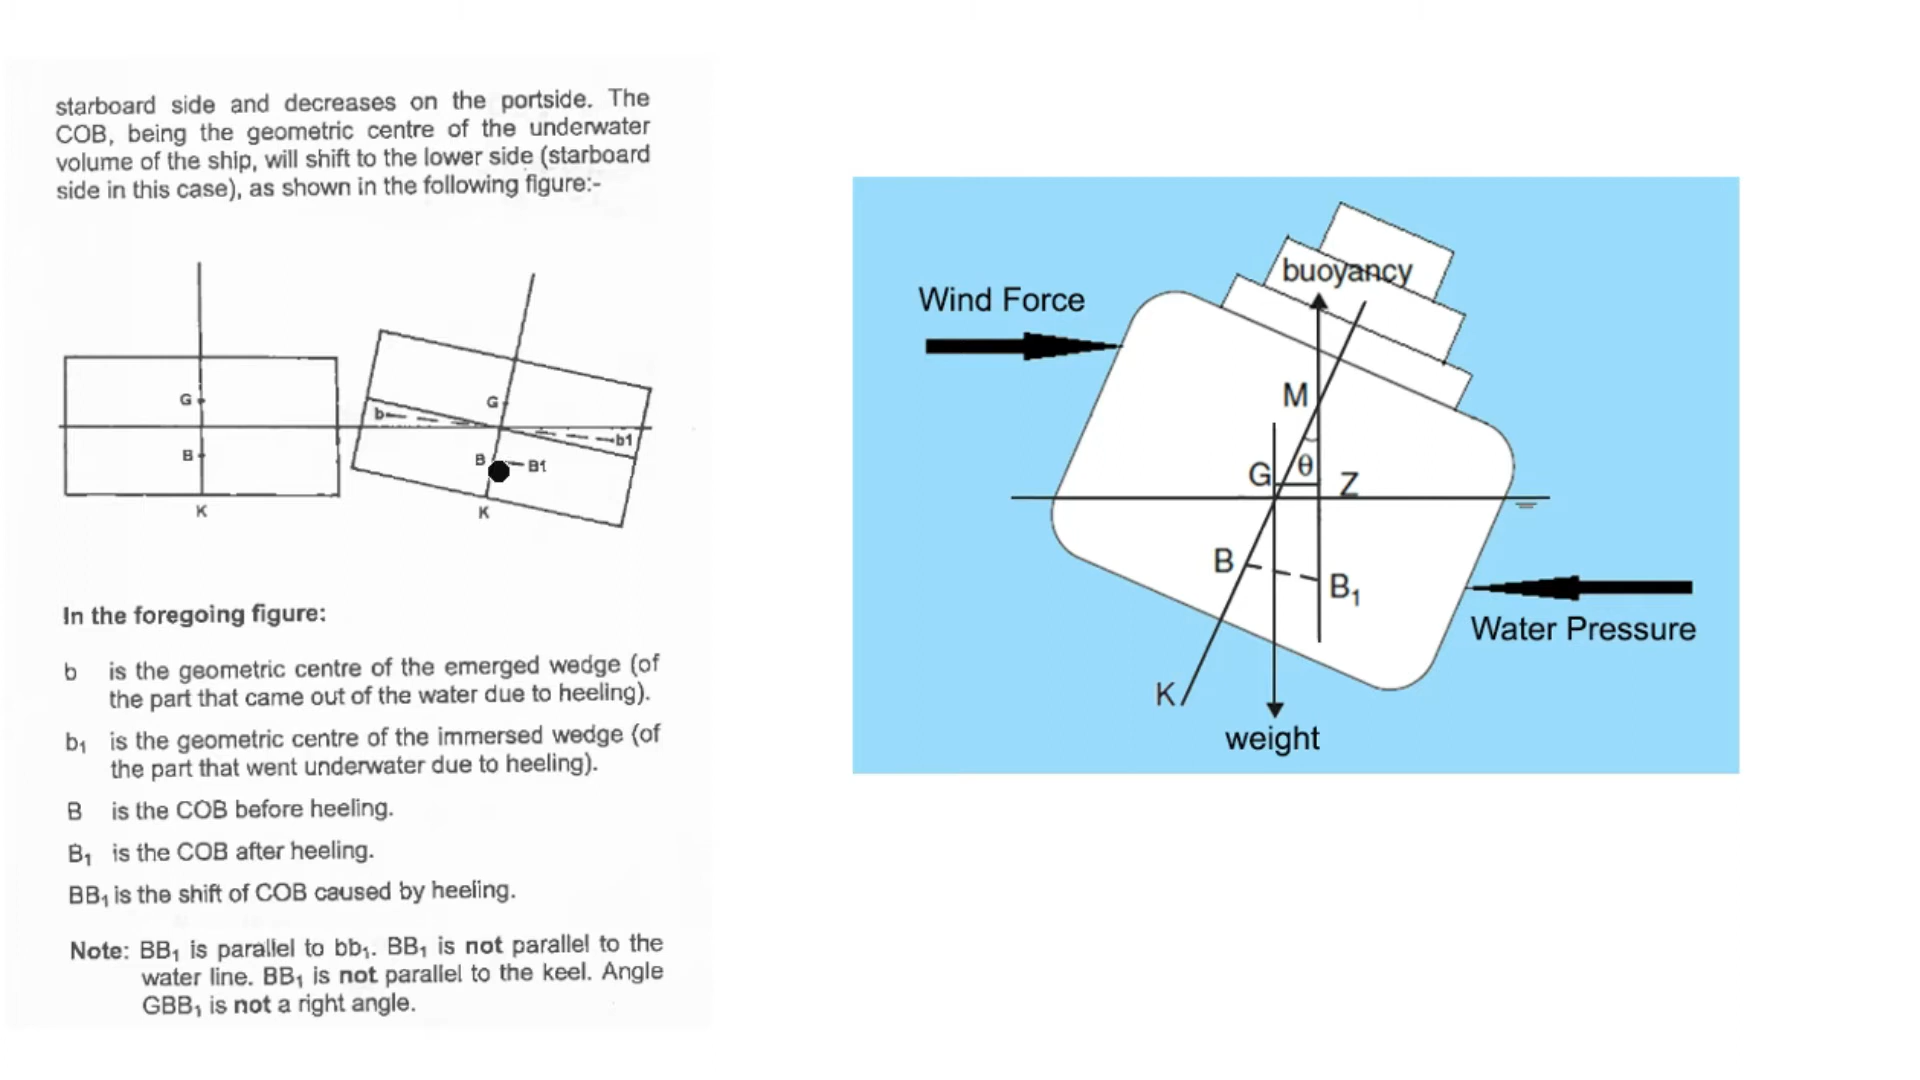 starboard side and decreases on the portside. The
COB, being the geometric centre of the underwater
volume of the ship, will shift to the lower side (starboard
side in this case), as shown in the following figure:-
G
B
K
b
G
b1
B
B1
K
In the foregoing figure:
b is the geometric centre of the emerged wedge (of
the part that came out of the water due to heeling).
b₁ is the geometric centre of the immersed wedge (of
the part that went underwater due to heeling).
B is the COB before heeling.
B₁ is the COB after heeling.
BB₁ is the shift of COB caused by heeling.
Note: BB₁ is parallel to bb₁. BB₁ is not parallel to the
water line. BB₁ is not parallel to the keel. Angle
GBB₁ is not a right angle.
buoyancy
Wind Force
M
G
θ
Z
B
B₁
Water Pressure
K
weight